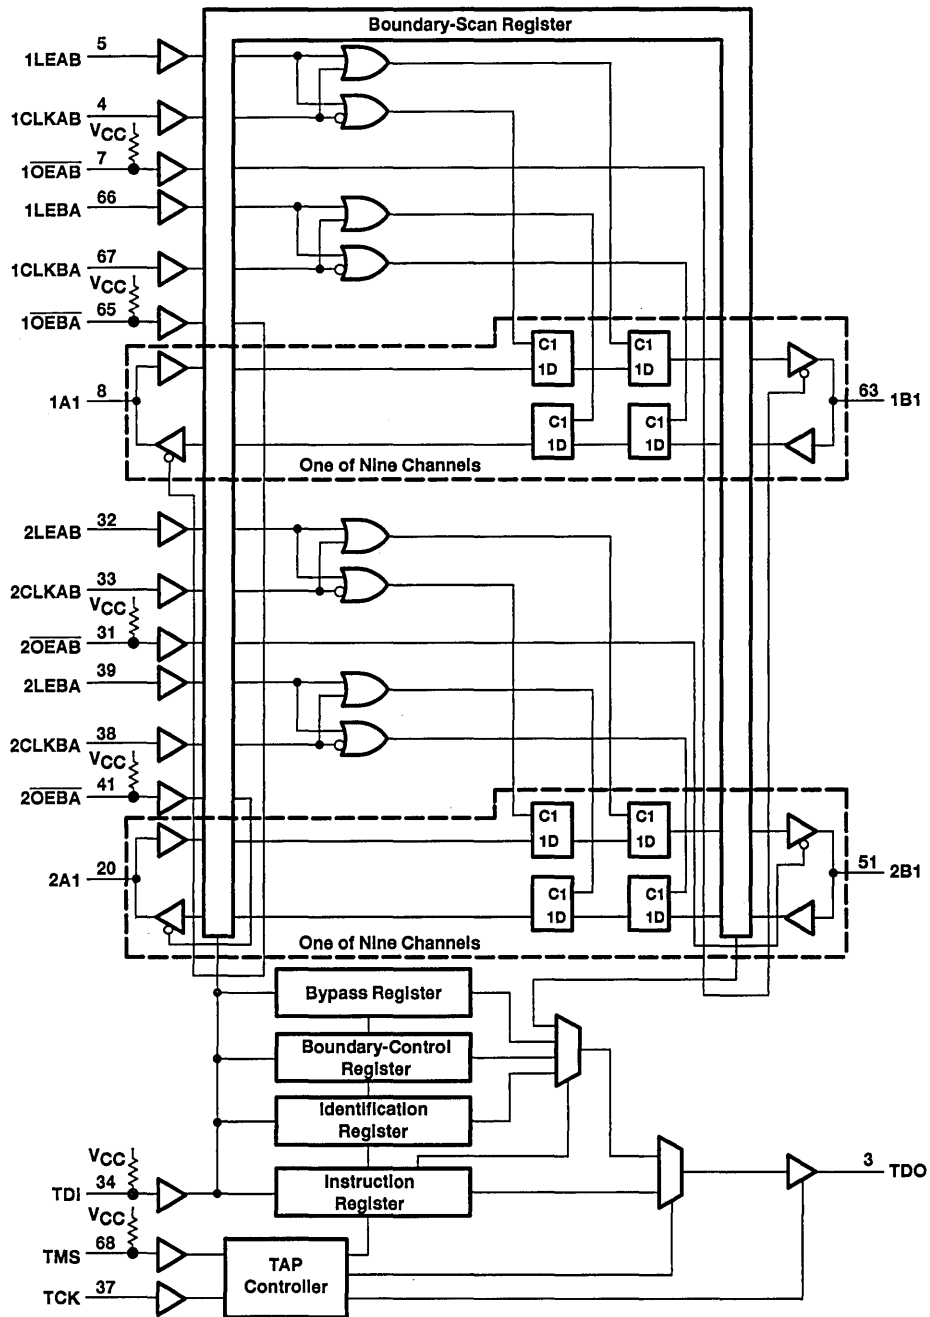 Boundary-Scan Register
5
1LEAB
4
1CLKAB
VCC
7
1OEAB
66
1LEBA
67
1CLKBA
VCC
65
1OEBA
C1
1D
C1
1D
8
1A1
63
1B1
C1
1D
C1
1D
One of Nine Channels
32
2LEAB
33
2CLKAB
VCC
31
2OEAB
39
2LEBA
38
2CLKBA
VCC
41
2OEBA
C1
1D
C1
1D
20
2A1
51
2B1
C1
1D
C1
1D
One of Nine Channels
Bypass Register
Boundary-Control
Register
Identification
Register
VCC
34
TDI
Instruction
Register
3
TDO
VCC
68
TMS
TAP
Controller
37
TCK